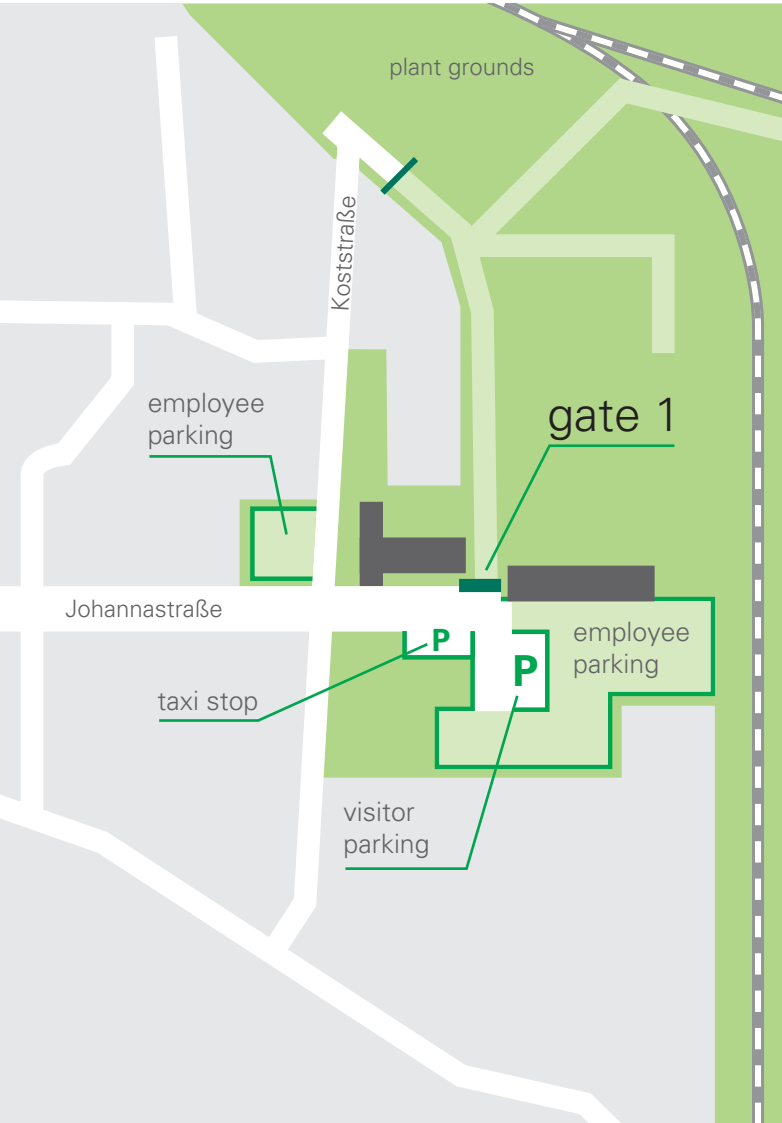 plant grounds
Koststraße
employee
parking
gate 1
Johannastraße
employee
parking
P
P
taxi stop
visitor
parking